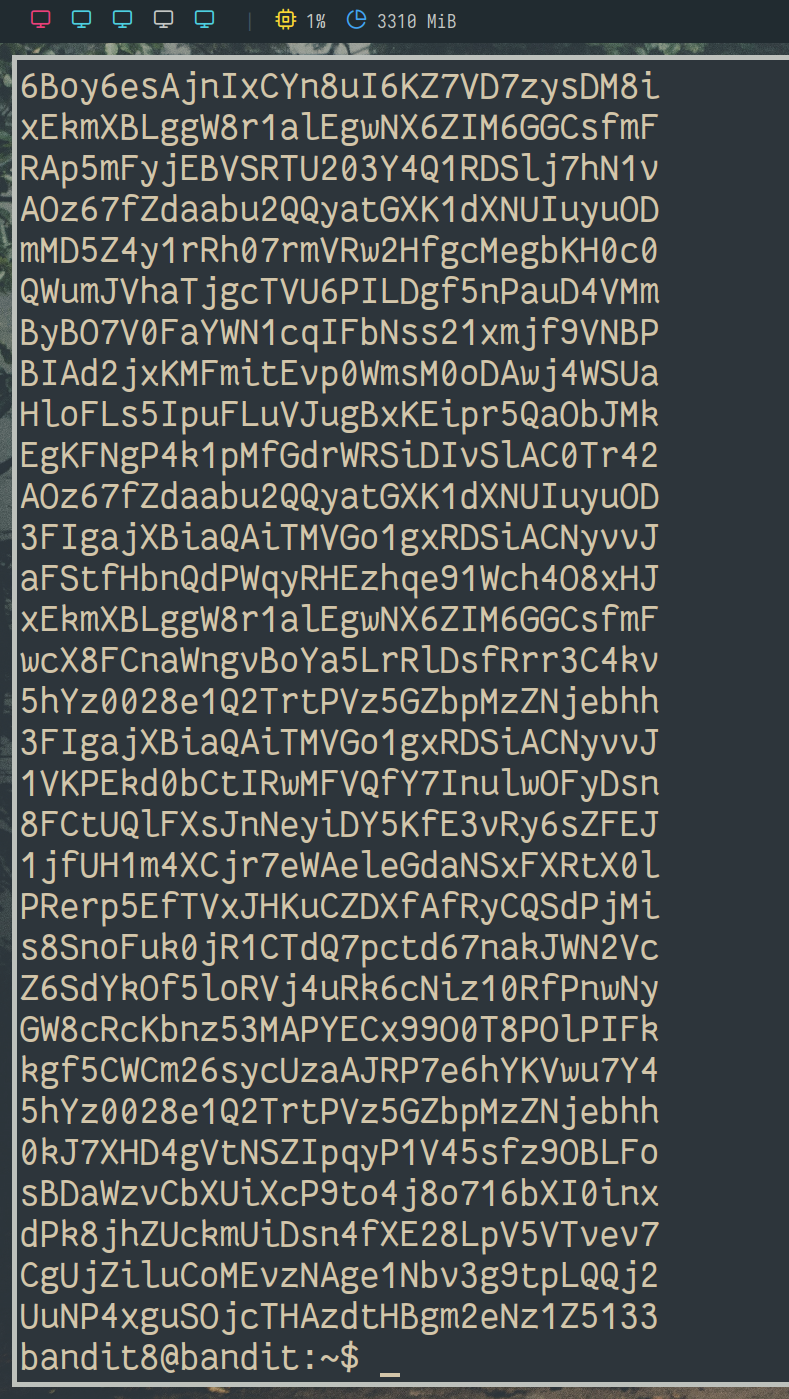 1% 3310 MiB
6Boy6esAjnIxCYn8uI6KZ7VD7zysDM8i
xEkmXBLggW8r1alEgwNX6ZIM6GGCsfmF
RAp5mFyjEBVSRTU203Y4Q1RDSlj7hN1v
AOz67fZdaabu2QQyatGXK1dXNUIuyuOD
mMD5Z4y1rRh07rmVRw2HfgcMegbKH0c0
QWumJVhaTjgcTVU6PILDgf5nPauD4VMm
ByBO7V0FaYWN1cqIFbNss21xmjf9VNBP
BIAd2jxKMFmitEvp0WmsM0oDAwj4WSUa
HloFLs5IpuFLuVJugBxKEipr5QaObJMk
EgKFNgP4k1pMfGdrWRSiDIvSlAC0Tr42
AOz67fZdaabu2QQyatGXK1dXNUIuyuOD
3FIgajXBiaQAiTMVGo1gxRDSiACNyvvJ
aFStfHbnQdPWqyRHEzhqe91Wch4O8xHJ
xEkmXBLggW8r1alEgwNX6ZIM6GGCsfmF
wcX8FCnaWngvBoYa5LrRlDsfRrr3C4kv
5hYz0028e1Q2TrtPVz5GZbpMzZNjebhh
3FIgajXBiaQAiTMVGo1gxRDSiACNyvvJ
1VKPEkd0bCtIRwMFVQfY7InulwOFyDsn
8FCtUQlFXsJnNeyiDY5KfE3vRy6sZFEJ
1jfUH1m4XCjr7eWAeleGdaNSxFXRtX0l
PRerp5EfTVxJHKuCZDXfAfRyCQSdPjMi
s8SnoFuk0jR1CTdQ7pctd67nakJWN2Vc
Z6SdYkOf5loRVj4uRk6cNiz10RfPnwNy
GW8cRcKbnz53MAPYECx99O0T8POlPIFk
kgf5CWCm26sycUzaAJRP7e6hYKVwu7Y4
5hYz0028e1Q2TrtPVz5GZbpMzZNjebhh
0kJ7XHD4gVtNSZIpqyP1V45sfz9OBLFo
sBDaWzvCbXUiXcP9to4j8o716bXI0inx
dPk8jhZUckmUiDsn4fXE28LpV5VTvev7
CgUjZiluCoMEvzNAge1Nbv3g9tpLQQj2
UuNP4xguSOjcTHAzdtHBgm2eNz1Z5133
bandit8@bandit:~$ _